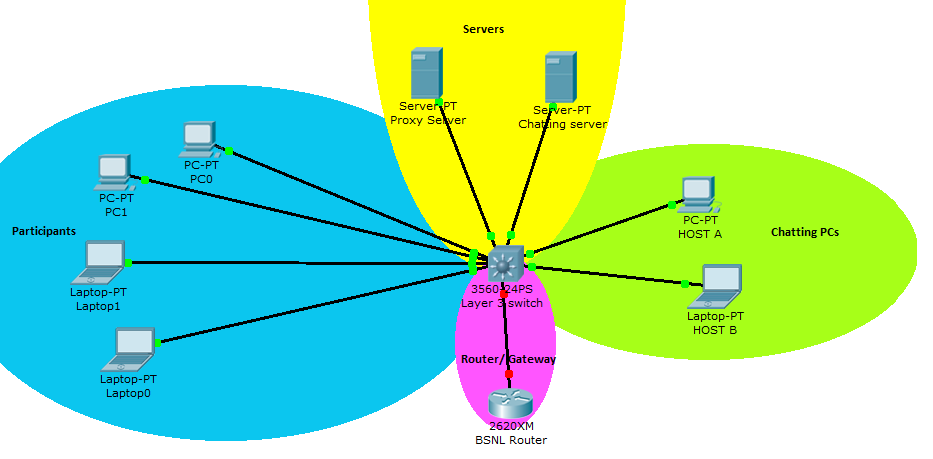 Servers
Server-PT
Proxy Server
Server-PT
Chatting server
PC-PT
PC0
PC-PT
PC1
Participants
Laptop-PT
Laptop1
Laptop-PT
Laptop0
PC-PT
HOST A
Chatting PCs
Laptop-PT
HOST B
3560-24PS
Layer 3 switch
Router/Gateway
2620XM
BSNL Router